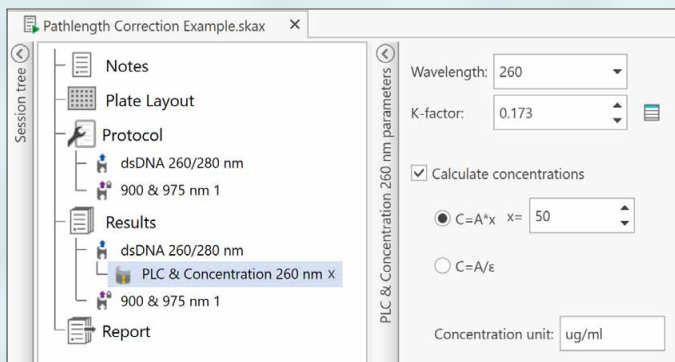 Pathlength Correction Example.skax
Session tree
Notes
Plate Layout
Protocol
dsDNA 260/280 nm
900 & 975 nm 1
Results
dsDNA 260/280 nm
PLC & Concentration 260 nm x
900 & 975 nm 1
Report
PLC & Concentration 260 nm parameters
Wavelength: 260
K-factor: 0.173
Calculate concentrations
C=A*x x= 50
C=A/ε
Concentration unit: ug/ml